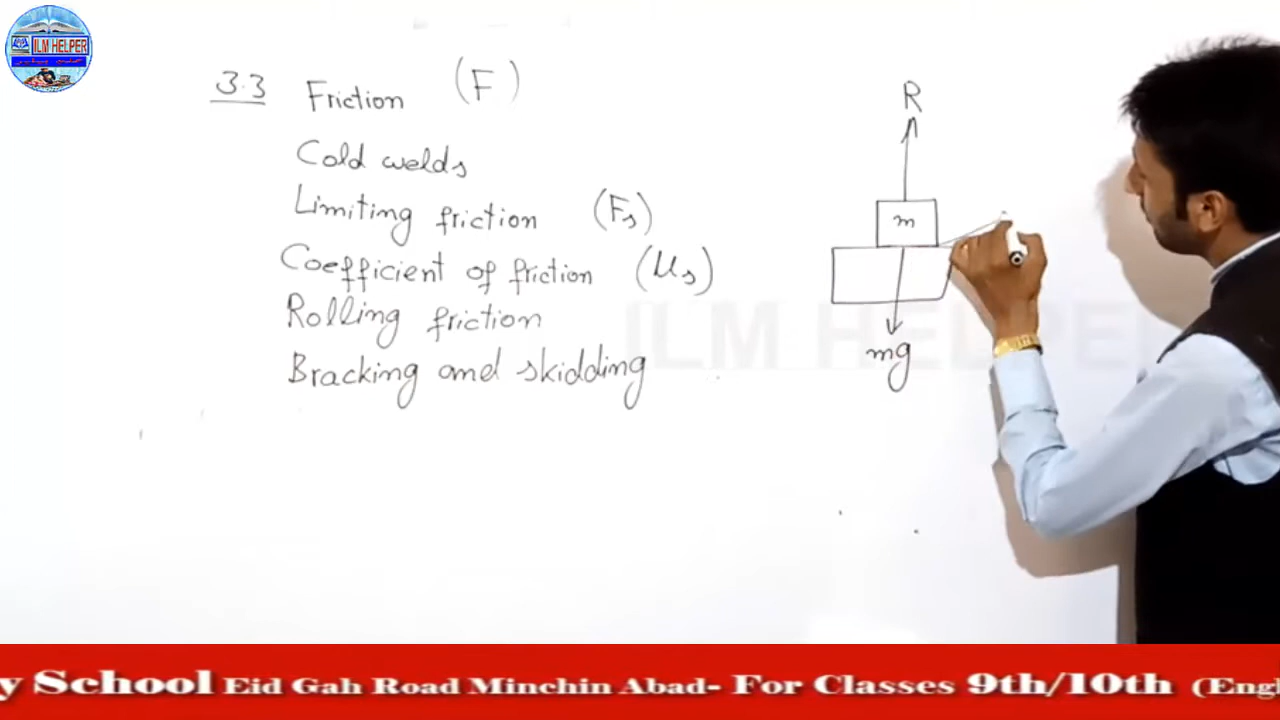 ILM HELPER
3.3 Friction (F)
Cold welds
Limiting friction (Fs)
Coefficient of friction (μs)
Rolling friction
Bracking and skidding
R
m
mg
ILM HELPER
y School Eid Gah Road Minchin Abad- For Classes 9th/10th (Engl